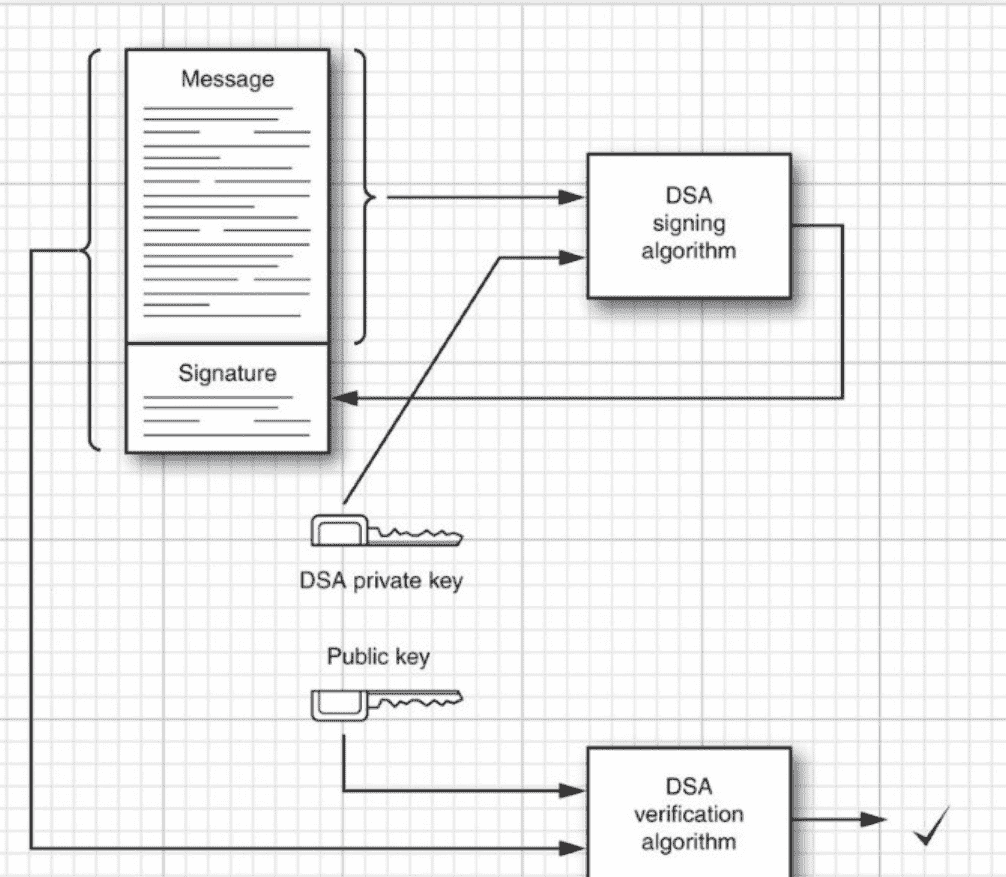 Message
DSA
signing
algorithm
Signature
DSA private key
Public key
DSA
verification
algorithm